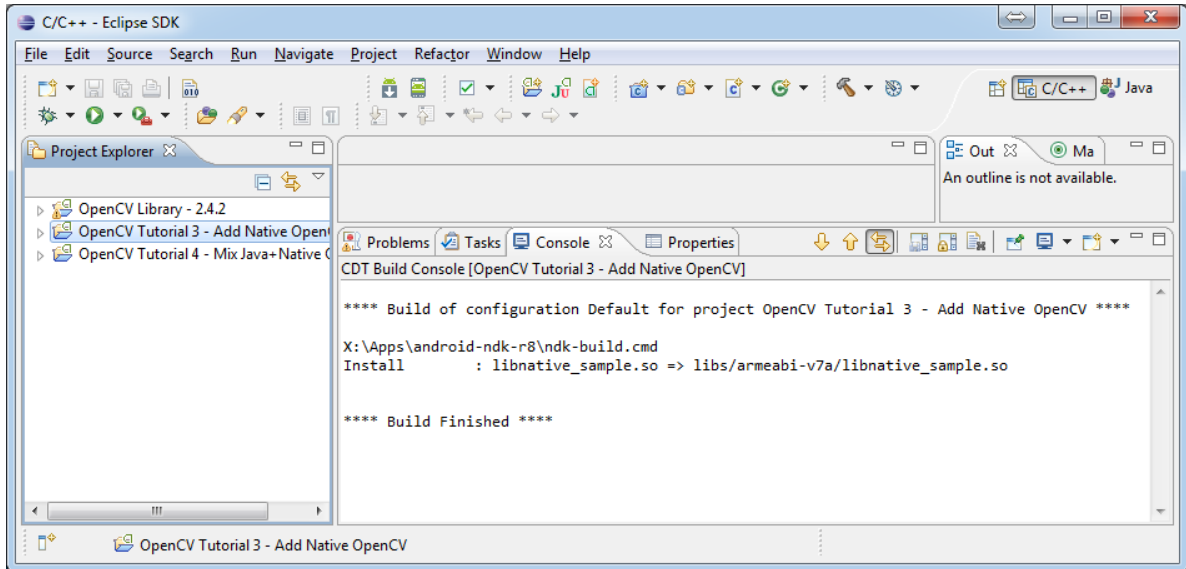 C/C++ - Eclipse SDK
File Edit Source Search Run Navigate Project Refactor Window Help
010
C/C++ Java
Project Explorer
Out Ma
An outline is not available.
OpenCV Library - 2.4.2
OpenCV Tutorial 3 - Add Native Open
OpenCV Tutorial 4 - Mix Java+Native
Problems Tasks Console Properties
CDT Build Console [OpenCV Tutorial 3 - Add Native OpenCV]
**** Build of configuration Default for project OpenCV Tutorial 3 - Add Native OpenCV ****
X:\Apps\android-ndk-r8\ndk-build.cmd
Install : libnative_sample.so => libs/armeabi-v7a/libnative_sample.so
**** Build Finished ****
OpenCV Tutorial 3 - Add Native OpenCV